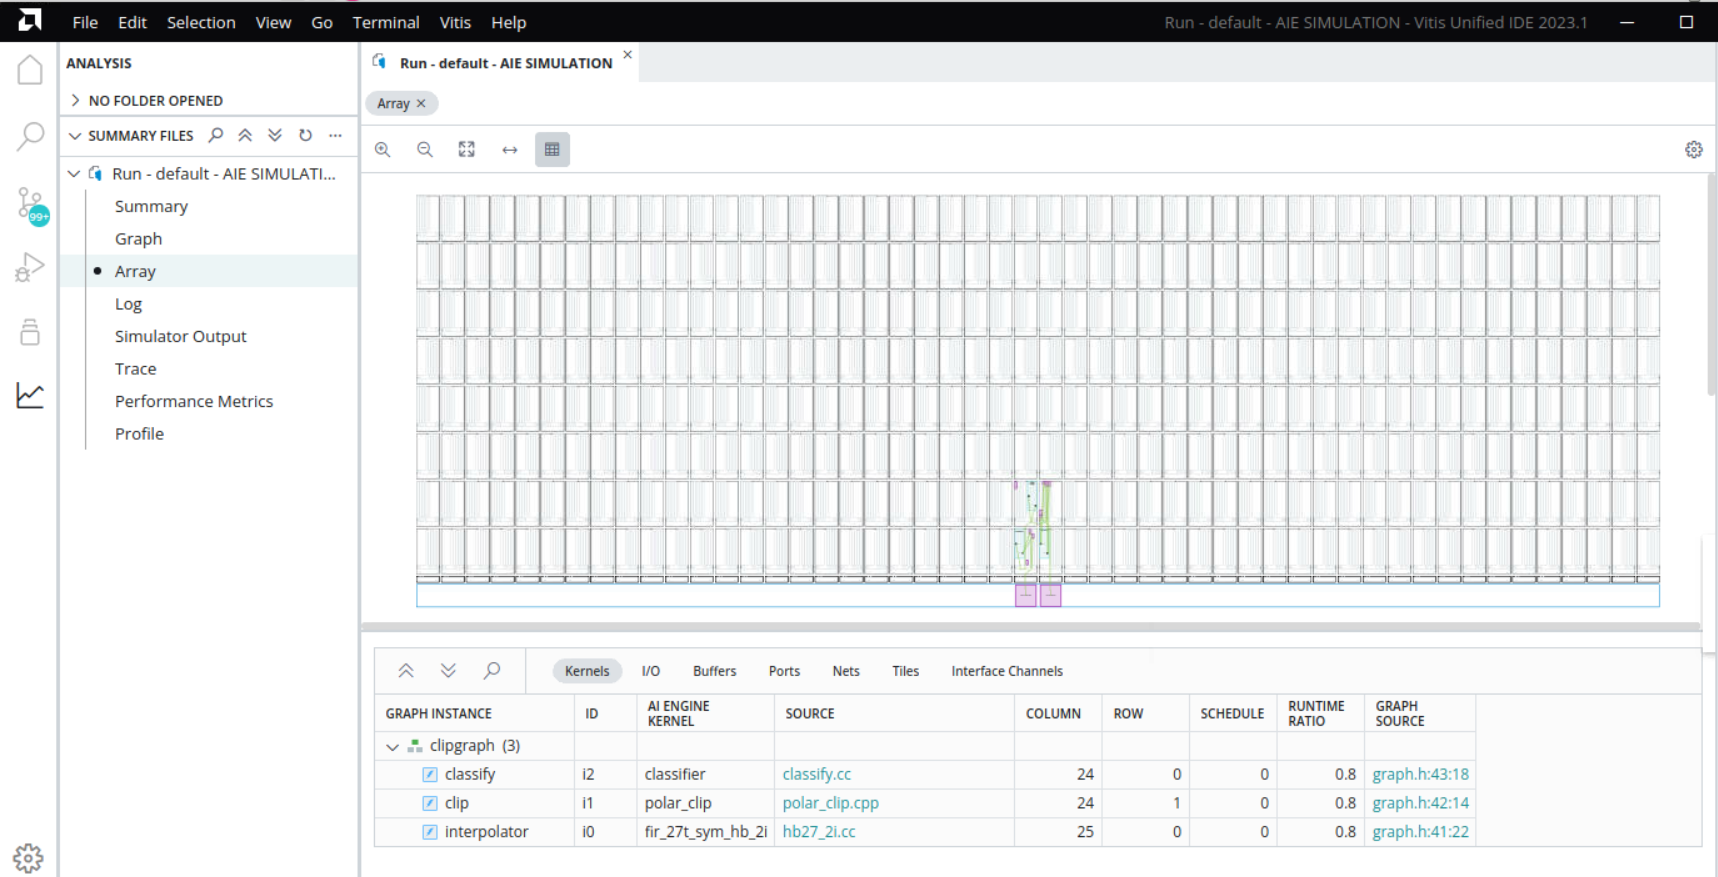 File Edit Selection View Go Terminal Vitis Help
Run - default - AIE SIMULATION - Vitis Unified IDE 2023.1
ANALYSIS
NO FOLDER OPENED
SUMMARY FILES
Run - default - AIE SIMULATI...
Summary
Graph
Array
Log
Simulator Output
Trace
Performance Metrics
Profile
99+
Run - default - AIE SIMULATION
Array
Kernels I/O Buffers Ports Nets Tiles Interface Channels
GRAPH INSTANCE ID AI ENGINE KERNEL SOURCE COLUMN ROW SCHEDULE RUNTIME RATIO GRAPH SOURCE
clipgraph (3)
classify i2 classifier classify.cc 24 0 0 0.8 graph.h:43:18
clip i1 polar_clip polar_clip.cpp 24 1 0 0.8 graph.h:42:14
interpolator i0 fir_27t_sym_hb_2i hb27_2i.cc 25 0 0 0.8 graph.h:41:22